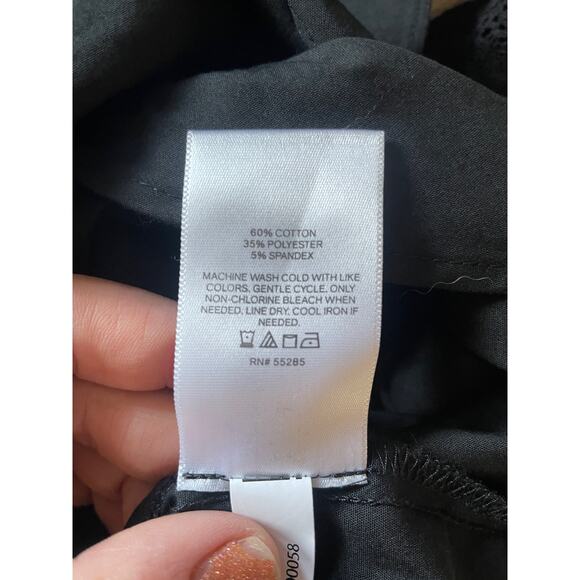 60% COTTON
35% POLYESTER
5% SPANDEX
MACHINE WASH COLD WITH LIKE
COLORS, GENTLE CYCLE. ONLY
NON-CHLORINE BLEACH WHEN
NEEDED. LINE DRY. COOL IRON IF
NEEDED.
RN# 55285